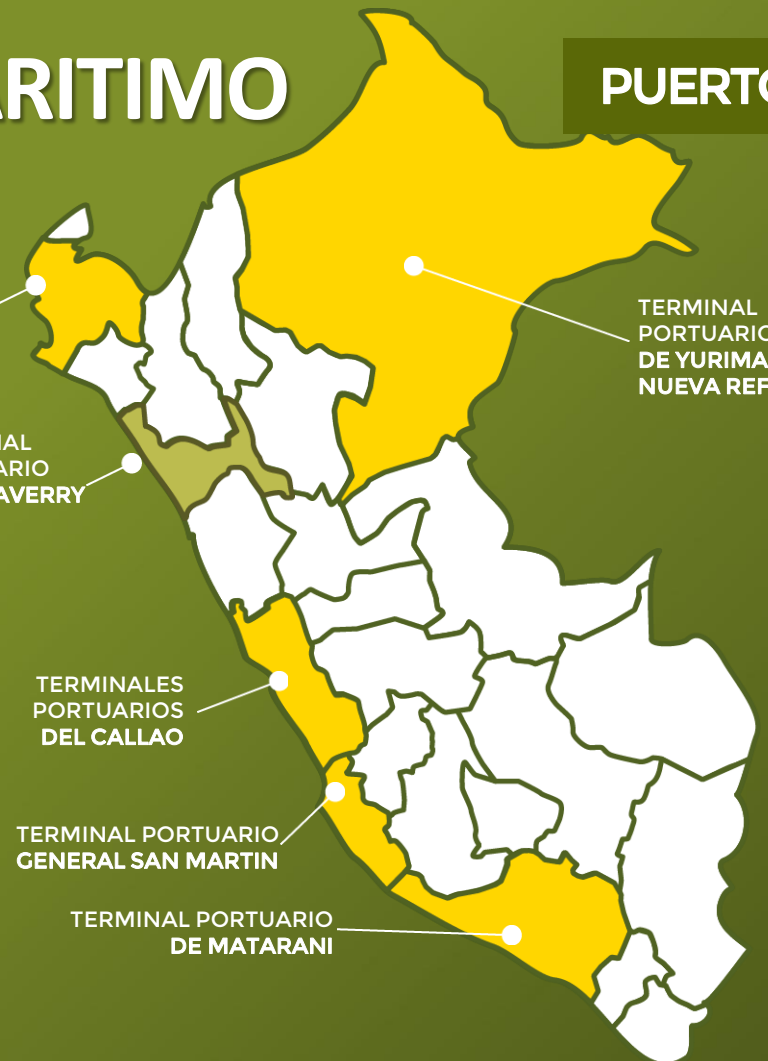 ARITIMO
PUERTO
TERMINAL
PORTUARIO
DE YURIMA
NUEVA REF
NAL
ARIO
AVERRY
TERMINALES
PORTUARIOS
DEL CALLAO
TERMINAL PORTUARIO
GENERAL SAN MARTIN
TERMINAL PORTUARIO
DE MATARANI